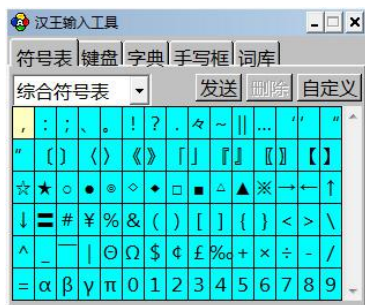 汉王输入工具
符号表 键盘 字典 手写框 词库
综合符号表 发送 删除 自定义
, : ; 、 。 ! ? . 々 ~ ‖ … ‘ ’ “
” 〔 〕 〈 〉 《 》 「 」 『 』 〖 〗 【 】
☆ ★ ○ ● ◎ ◇ ◆ □ ■ △ ▲ ※ → ← ↑
↓ 〓 # ¥ % & ( ) [ ] { } < > \
^ _ ¯ | Θ Ω $ ¢ £ ‰ + × ÷ - /
= α β γ π 0 1 2 3 4 5 6 7 8 9